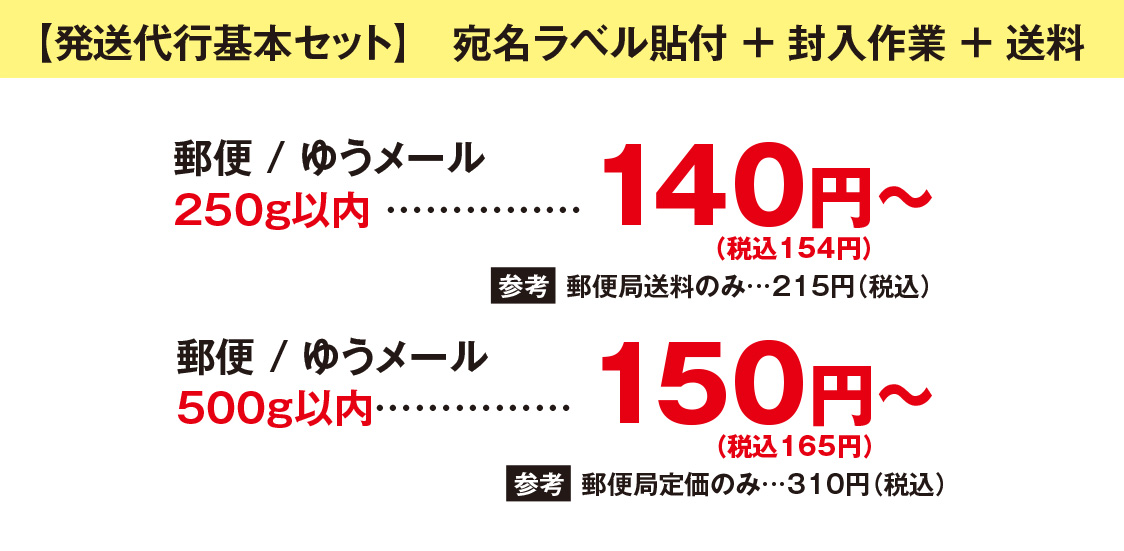 【発送代行基本セット】 宛名ラベル貼付 + 封入作業 + 送料
郵便 / ゆうメール
250g以内 …………… 140円～
（税込154円）
参考 郵便局送料のみ…215円（税込）
郵便 / ゆうメール
500g以内…………… 150円～
（税込165円）
参考 郵便局定価のみ…310円（税込）